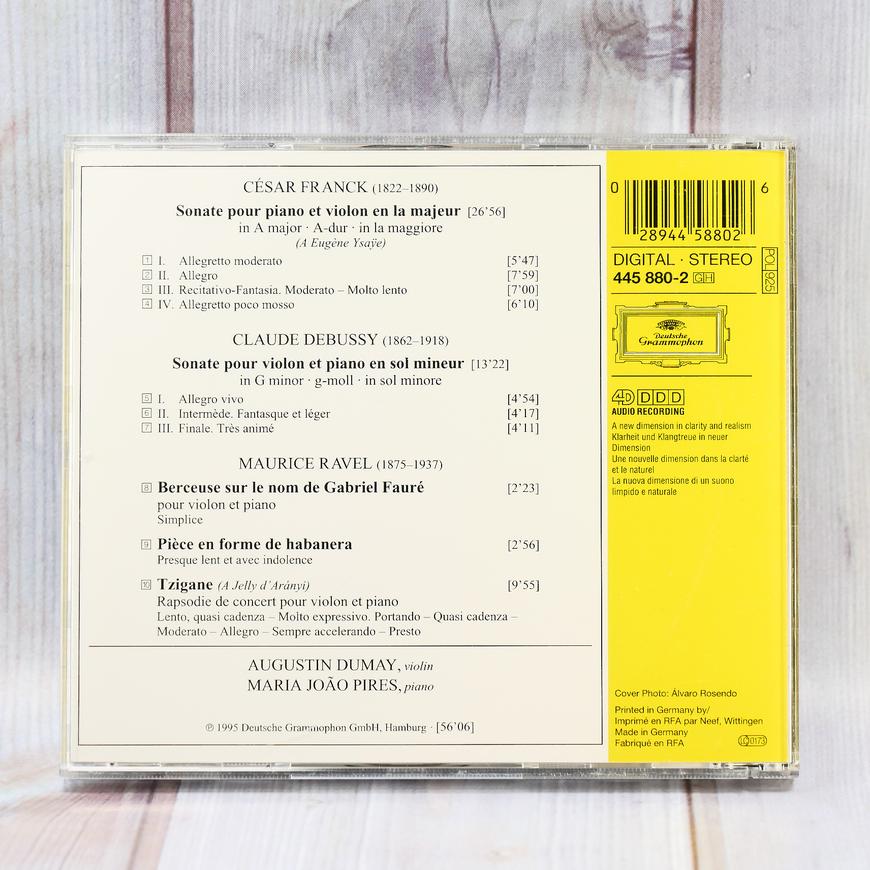 CÉSAR FRANCK (1822–1890)
Sonate pour piano et violon en la majeur [26’56]
in A major · A-dur · in la maggiore
(A Eugène Ysaÿe)
1 I. Allegretto moderato [5’47]
2 II. Allegro [7’59]
3 III. Recitativo-Fantasia. Moderato – Molto lento [7’00]
4 IV. Allegretto poco mosso [6’10]
CLAUDE DEBUSSY (1862–1918)
Sonate pour violon et piano en sol mineur [13’22]
in G minor · g-moll · in sol minore
5 I. Allegro vivo [4’54]
6 II. Intermède. Fantasque et léger [4’17]
7 III. Finale. Très animé [4’11]
MAURICE RAVEL (1875–1937)
8 Berceuse sur le nom de Gabriel Fauré [2’23]
pour violon et piano
Simplice
9 Pièce en forme de habanera [2’56]
Presque lent et avec indolence
10 Tzigane (A Jelly d’Arányi) [9’55]
Rapsodie de concert pour violon et piano
Lento, quasi cadenza – Molto expressivo. Portando – Quasi cadenza –
Moderato – Allegro – Sempre accelerando – Presto
AUGUSTIN DUMAY, violin
MARIA JOÃO PIRES, piano
℗ 1995 Deutsche Grammophon GmbH, Hamburg · [56’06]
0 28944 58802 6
DIGITAL · STEREO
445 880-2 GH
POL 925
Deutsche
Grammophon
4D DDD
AUDIO RECORDING
A new dimension in clarity and realism
Klarheit und Klangtreue in neuer
Dimension
Une nouvelle dimension dans la clarté
et le naturel
La nuova dimensione di un suono
limpido e naturale
Cover Photo: Álvaro Rosendo
Printed in Germany by/
Imprimé en RFA par Neef, Wittingen
Made in Germany
Fabriqué en RFA
LC 0173